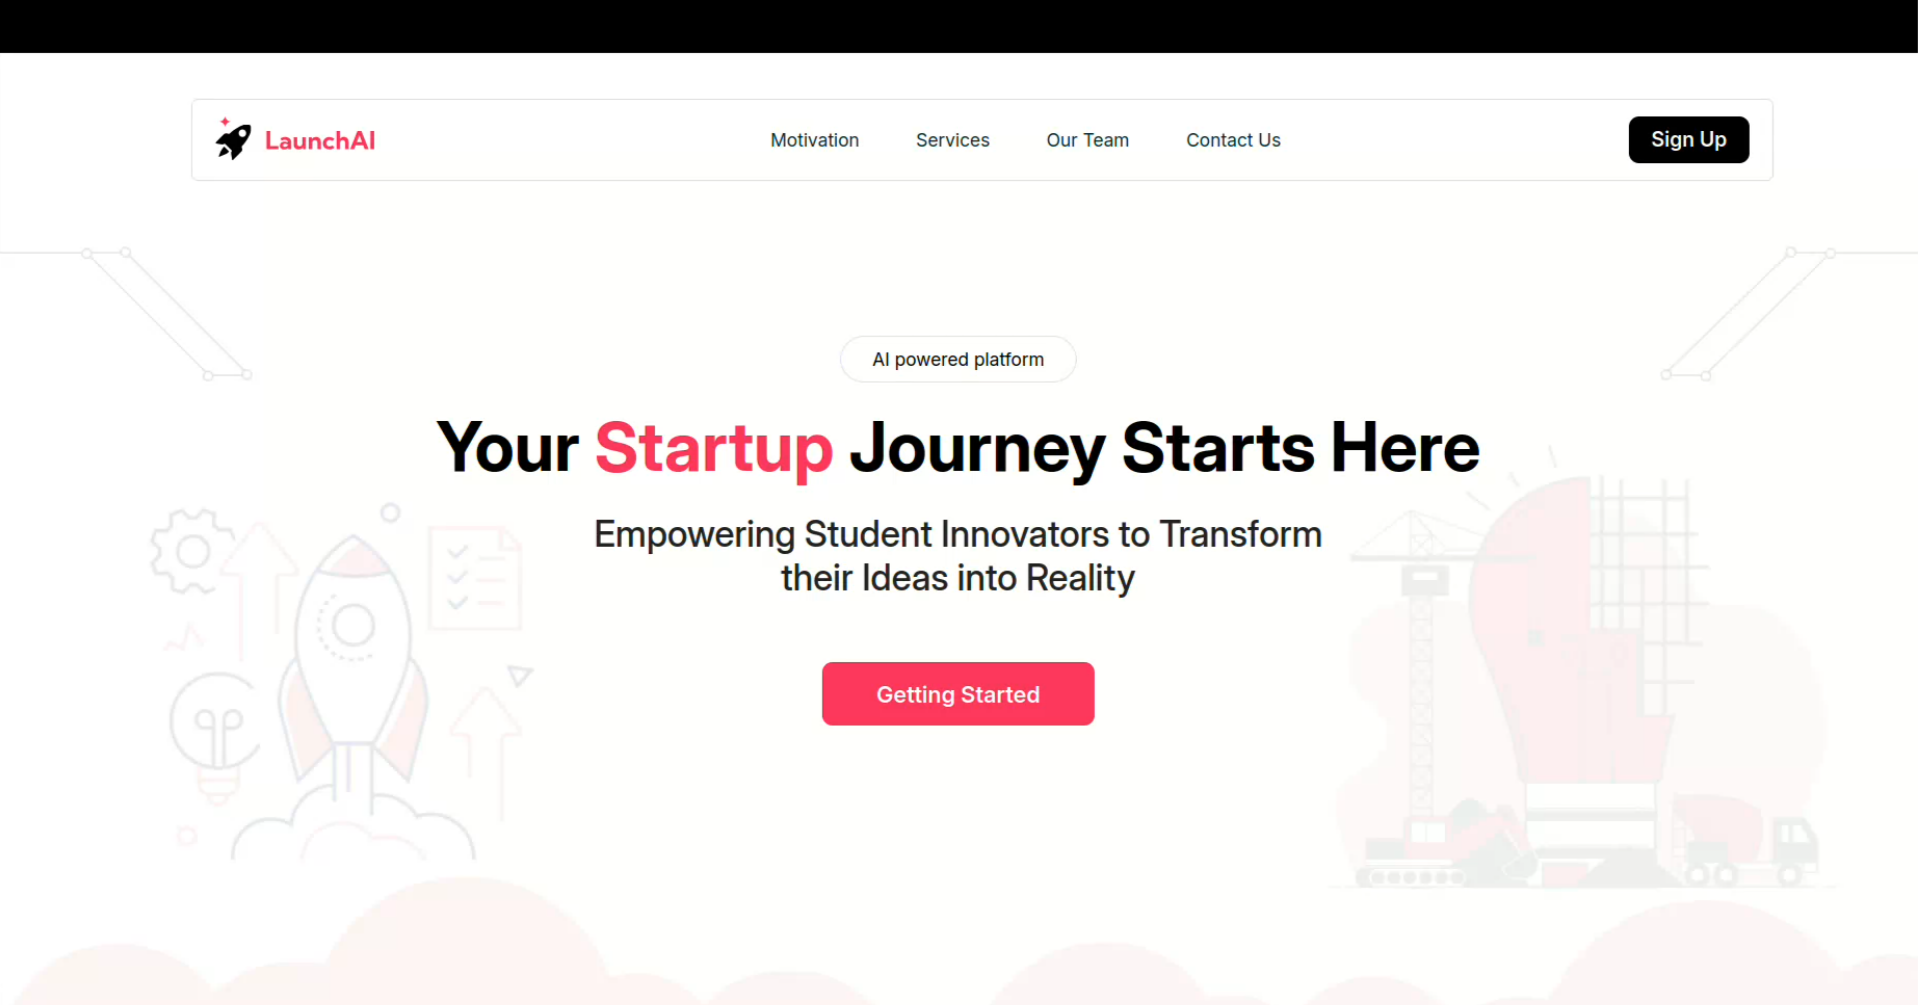 LaunchAI
Motivation
Services
Our Team
Contact Us
Sign Up
AI powered platform
Your Startup Journey Starts Here
Empowering Student Innovators to Transform
their Ideas into Reality
Getting Started